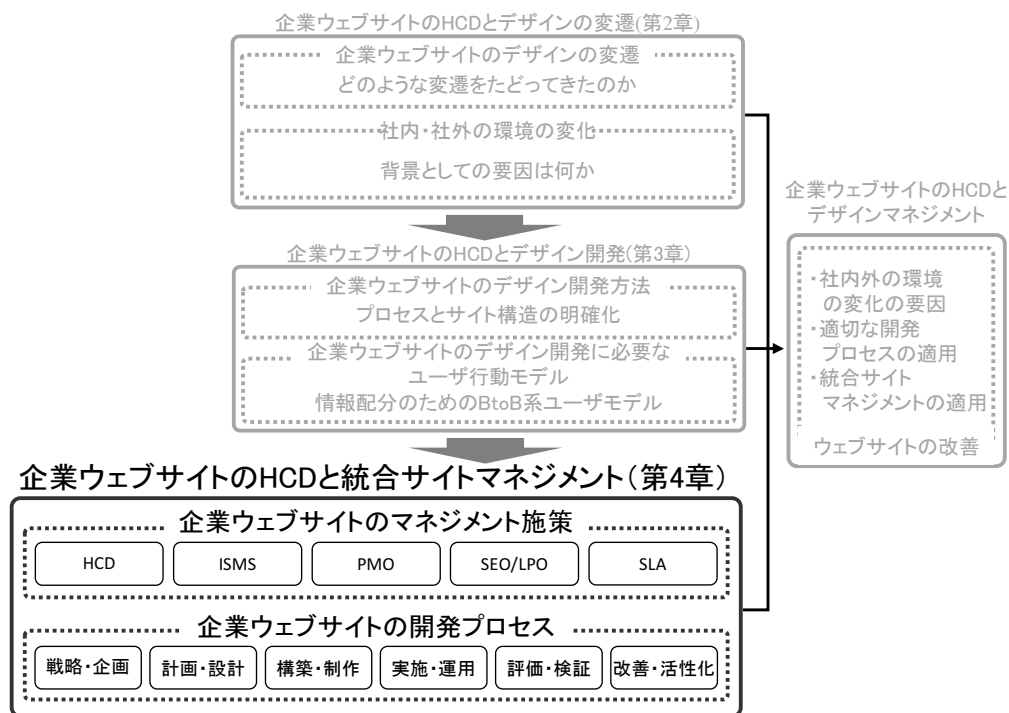 企業ウェブサイトのHCDとデザインの変遷(第2章)
企業ウェブサイトのデザインの変遷
どのような変遷をたどってきたのか
社内・社外の環境の変化
背景としての要因は何か
企業ウェブサイトのHCDとデザイン開発(第3章)
企業ウェブサイトのデザイン開発方法
プロセスとサイト構造の明確化
企業ウェブサイトのデザイン開発に必要な
ユーザ行動モデル
情報配分のためのBtoB系ユーザモデル
企業ウェブサイトのHCDと統合サイトマネジメント(第4章)
企業ウェブサイトのマネジメント施策
HCD
ISMS
PMO
SEO/LPO
SLA
企業ウェブサイトの開発プロセス
戦略・企画
計画・設計
構築・制作
実施・運用
評価・検証
改善・活性化
企業ウェブサイトのHCDと
デザインマネジメント
・社内外の環境
の変化の要因
・適切な開発
プロセスの適用
・統合サイト
マネジメントの適用
ウェブサイトの改善